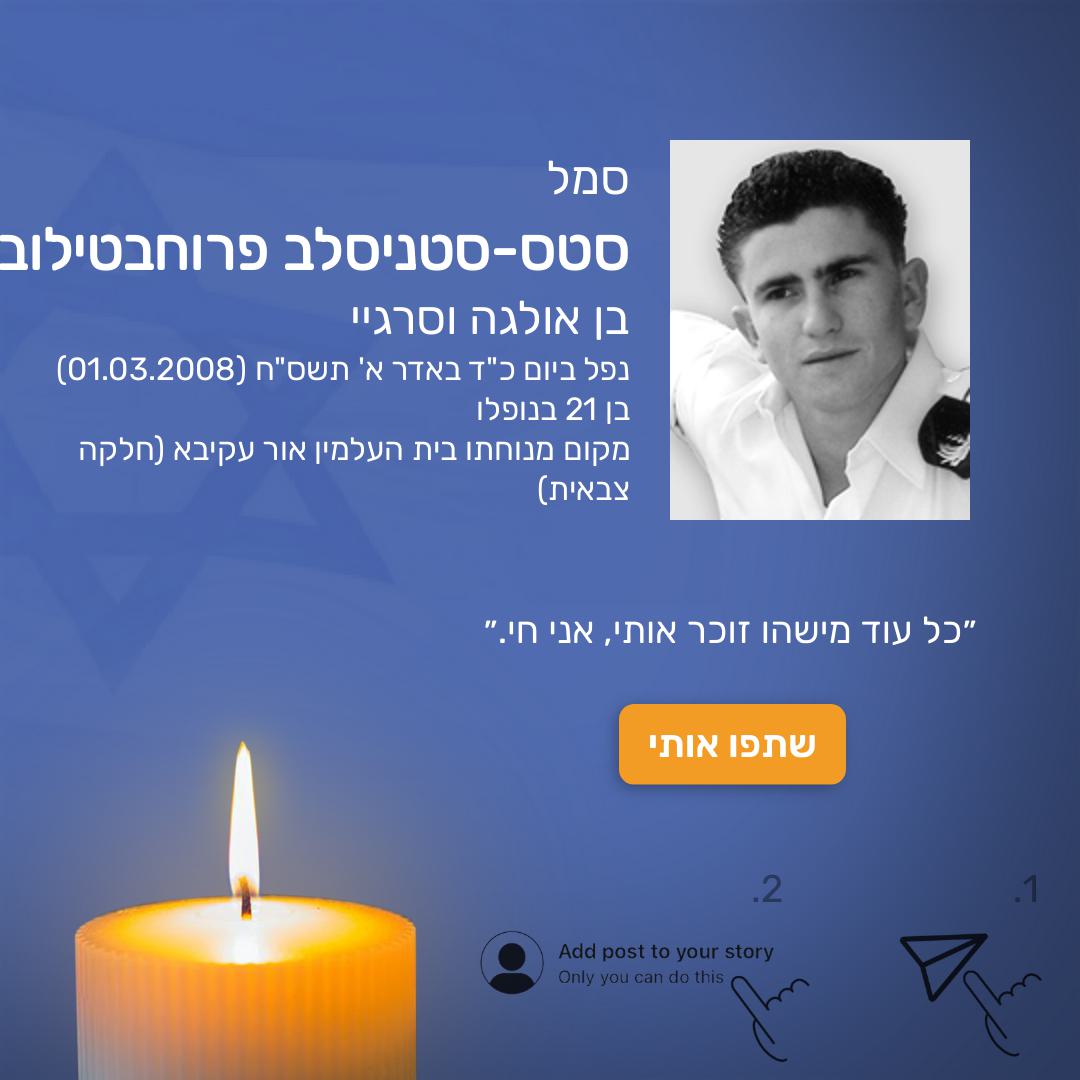 סמל
סטס-סטניסלב פרוחבטילוב
בן אולגה וסרגיי
נפל ביום כ"ד באדר א' תשס"ח (01.03.2008)
בן 21 בנופלו
מקום מנוחתו בית העלמין אור עקיבא (חלקה
צבאית)
״כל עוד מישהו זוכר אותי, אני חי.״
שתפו אותי
.1
.2
Add post to your story
Only you can do this